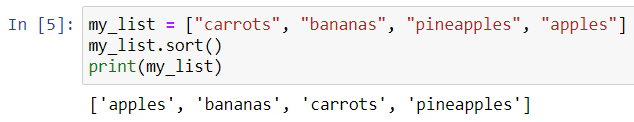 In [5]: my_list = ["carrots", "bananas", "pineapples", "apples"]
my_list.sort()
print(my_list)
['apples', 'bananas', 'carrots', 'pineapples']